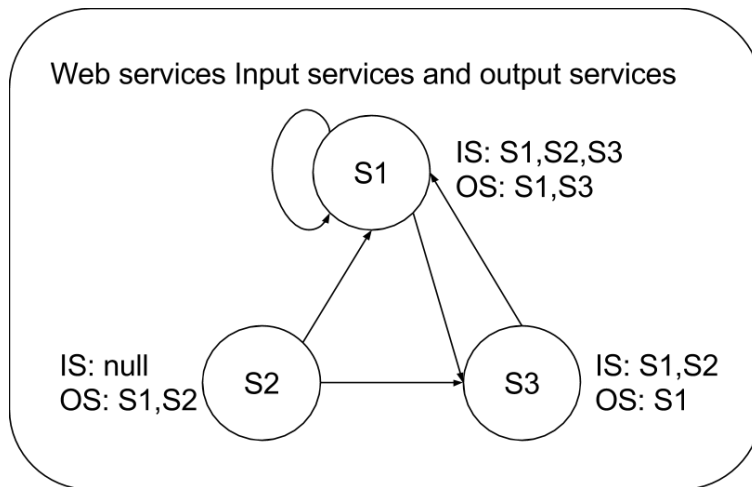 Web services Input services and output services
S1
IS: S1,S2,S3
OS: S1,S3
IS: null
OS: S1,S2
S2
S3
IS: S1,S2
OS: S1